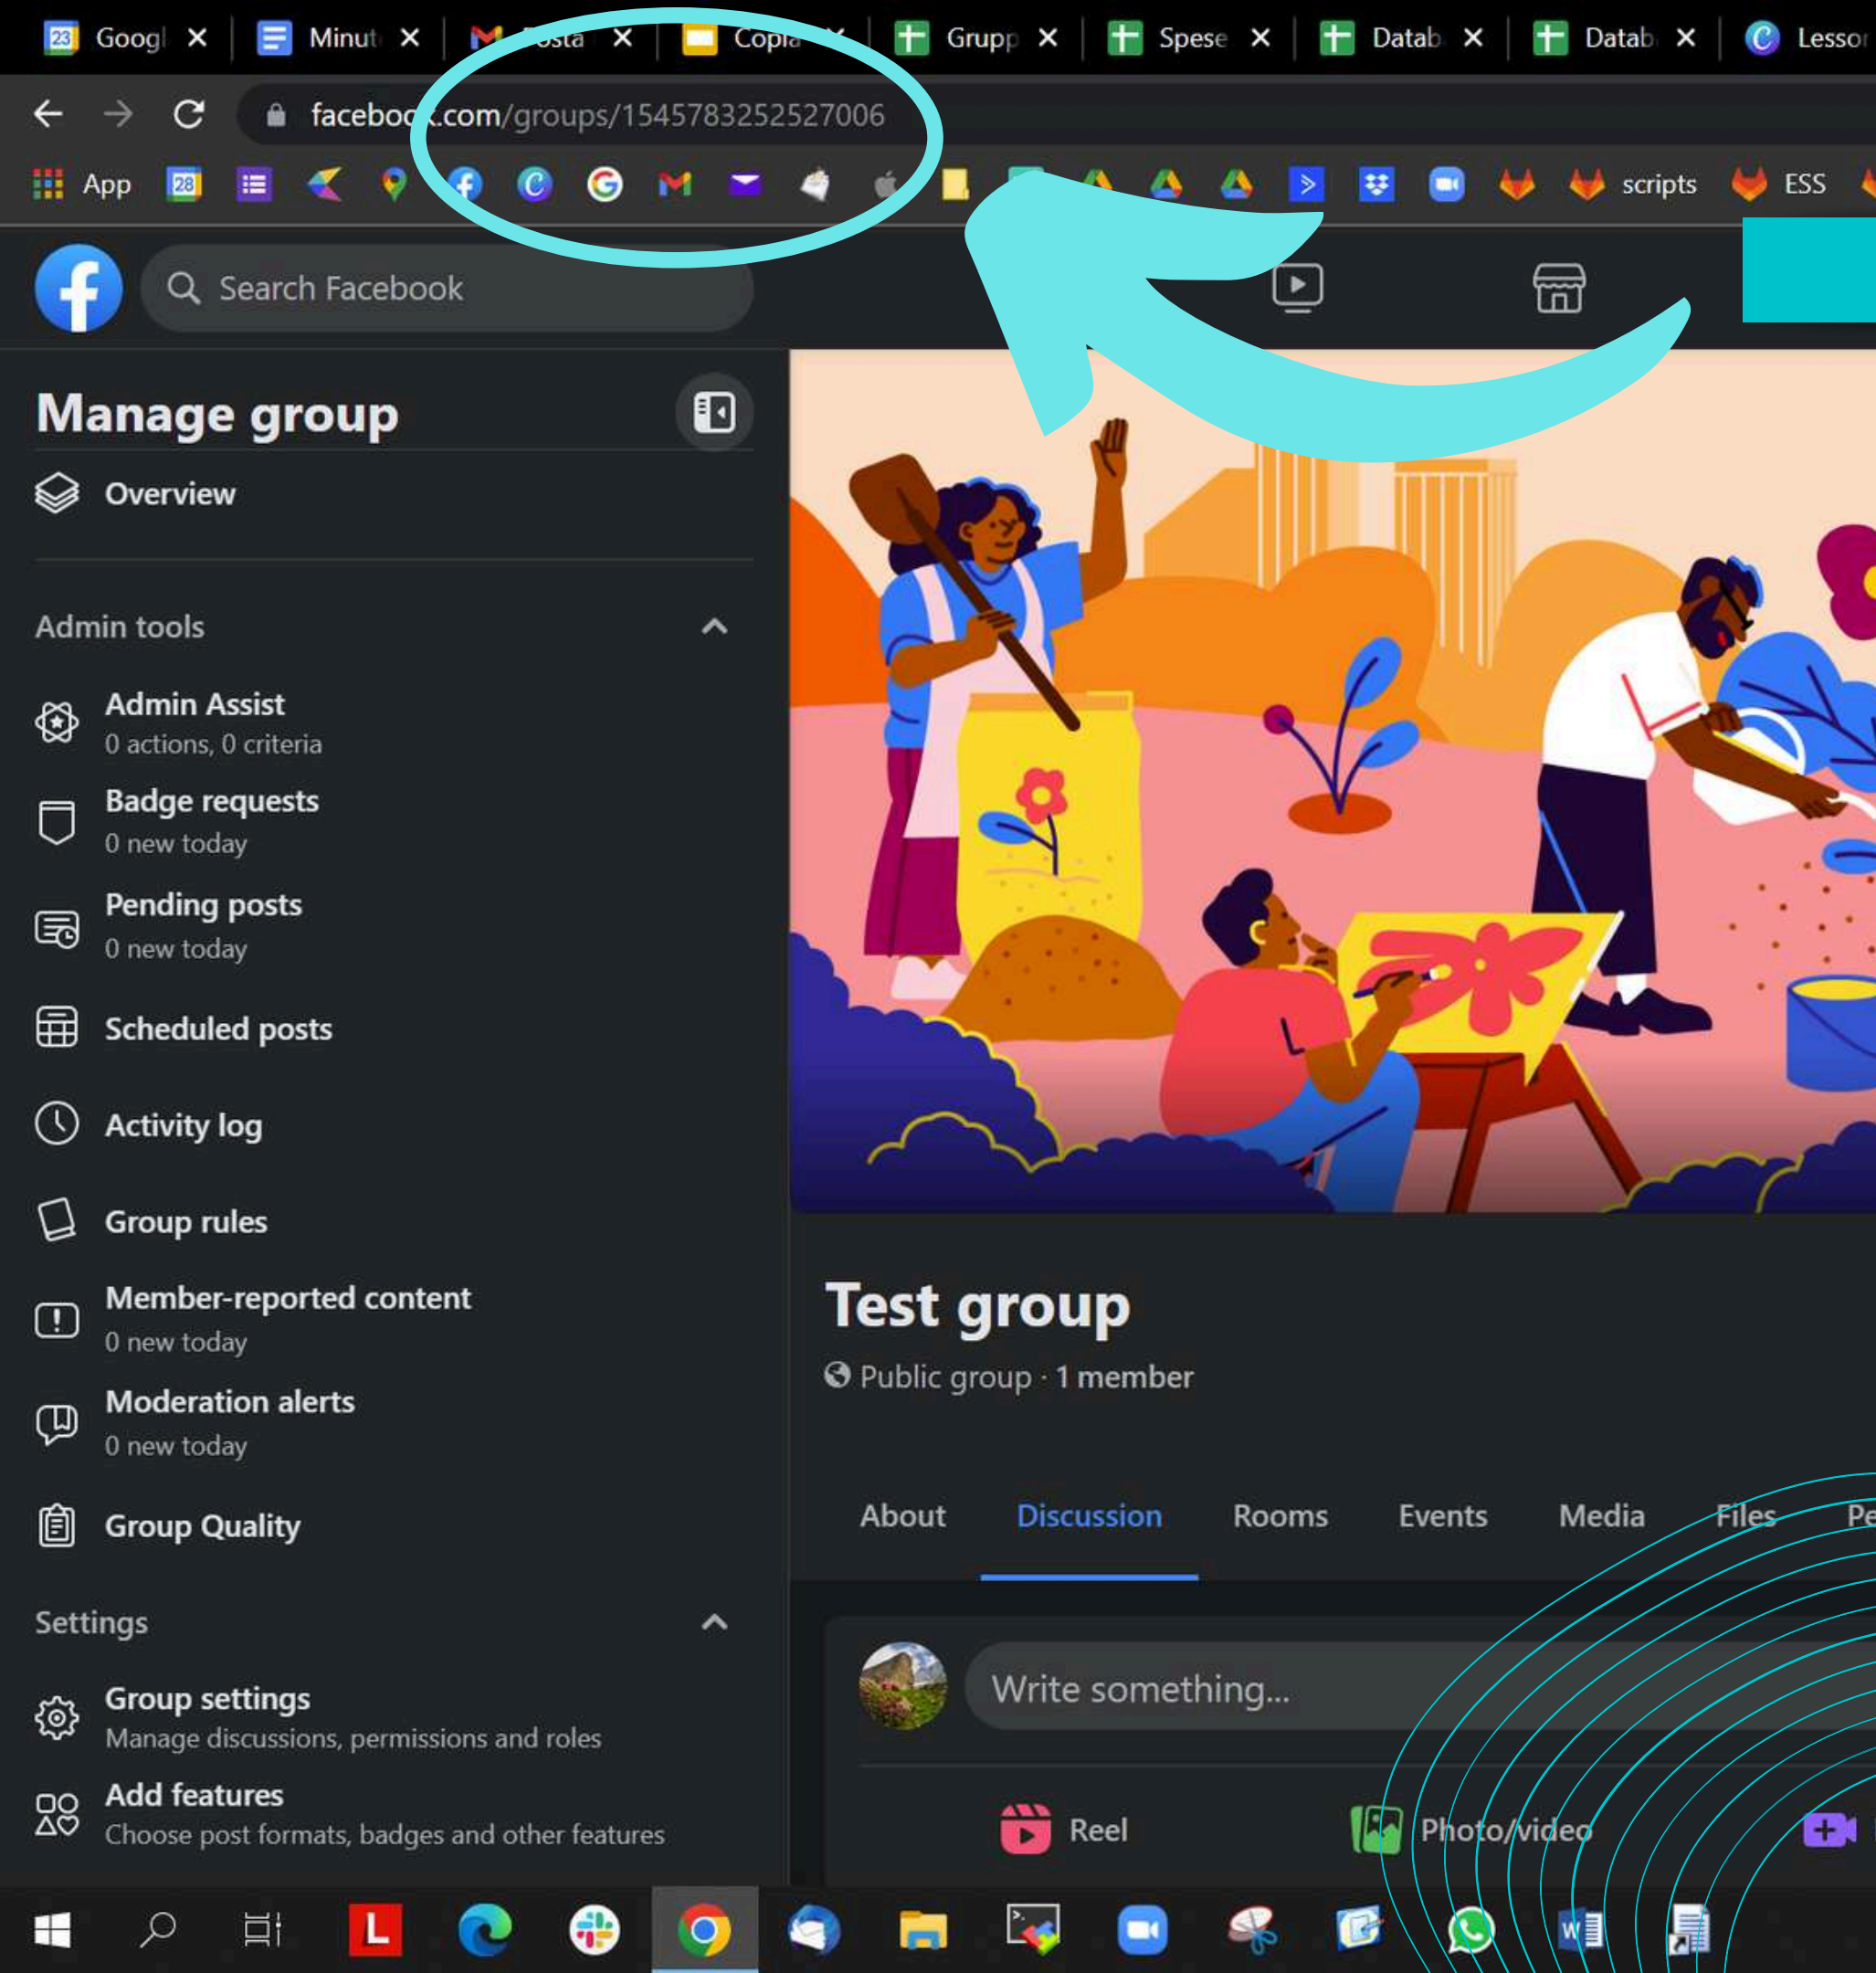 23 Googl Minut Posta Copia Grupp Spese Datab Datab Lesson
facebook.com/groups/1545783252527006
App 28 scripts ESS
Search Facebook
Manage group
Overview
Admin tools
Admin Assist
0 actions, 0 criteria
Badge requests
0 new today
Pending posts
0 new today
Scheduled posts
Activity log
Group rules
Member-reported content
0 new today
Moderation alerts
0 new today
Group Quality
Settings
Group settings
Manage discussions, permissions and roles
Add features
Choose post formats, badges and other features
Test group
Public group · 1 member
About Discussion Rooms Events Media Files Pe
Write something...
Reel Photo/video